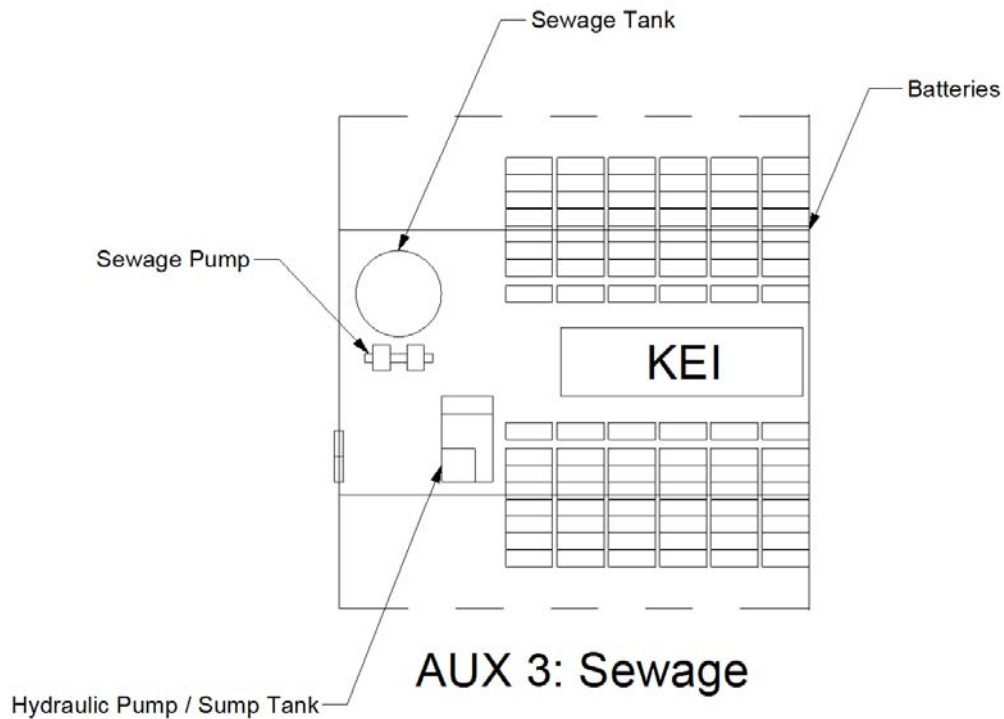 Sewage Tank
Batteries
Sewage Pump
KEI
AUX 3: Sewage
Hydraulic Pump / Sump Tank